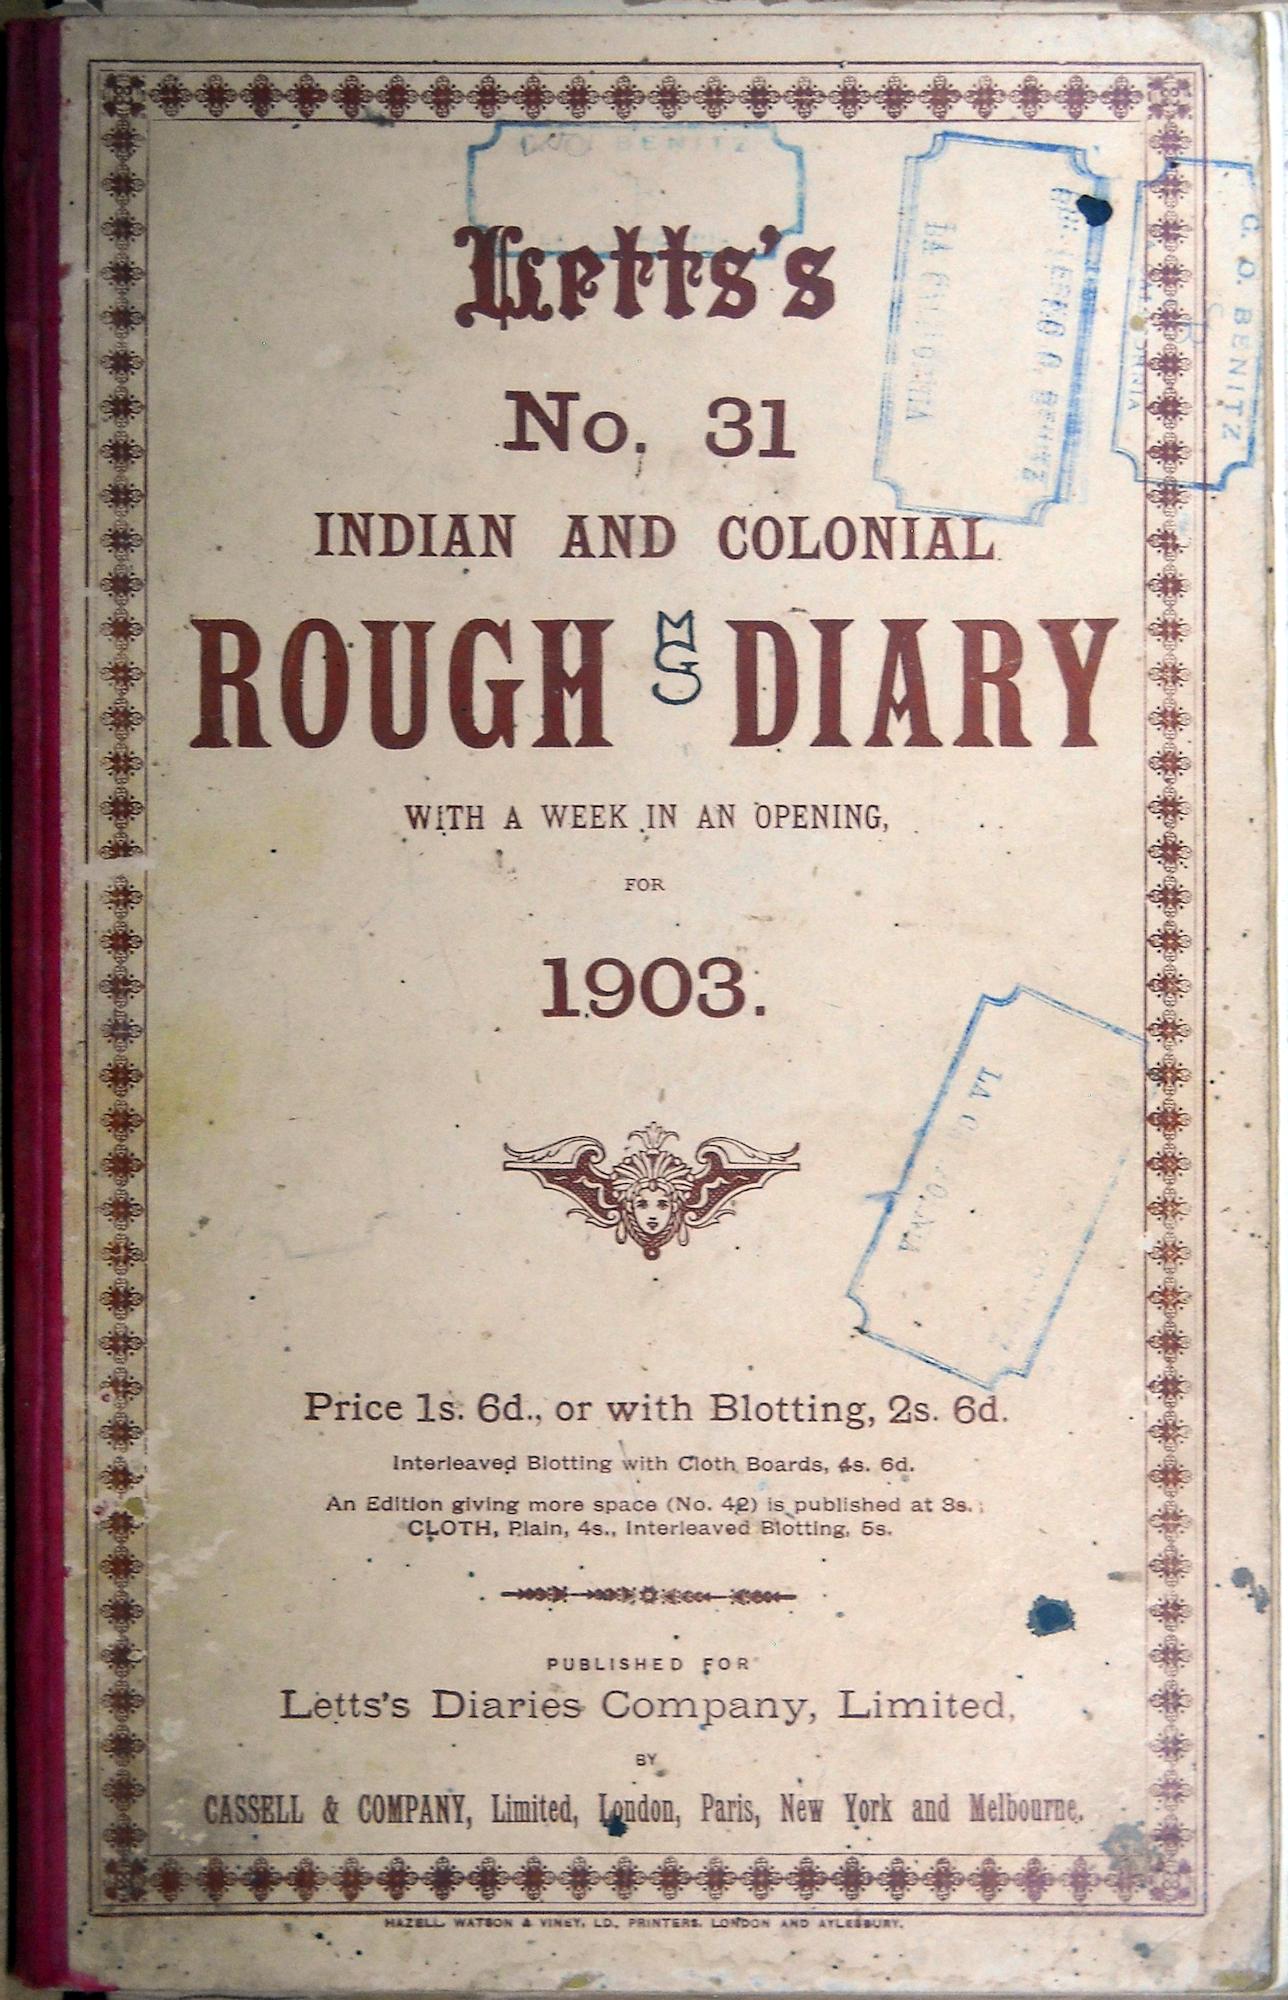 BENITZ
Letts's
LA CALIFORNIA
G. O. BENITZ
No. 31
INDIAN AND COLONIAL
ROUGH DIARY
WITH A WEEK IN AN OPENING,
FOR
1903.
Price 1s. 6d., or with Blotting, 2s. 6d.
Interleaved Blotting with Cloth Boards, 4s. 6d.
An Edition giving more space (No. 42) is published at 3s.;
CLOTH, Plain, 4s., Interleaved Blotting, 5s.
PUBLISHED FOR
Letts's Diaries Company, Limited,
BY
CASSELL & COMPANY, Limited, London, Paris, New York and Melbourne.
HAZELL, WATSON & VINEY, LD., PRINTERS, LONDON AND AYLESBURY.